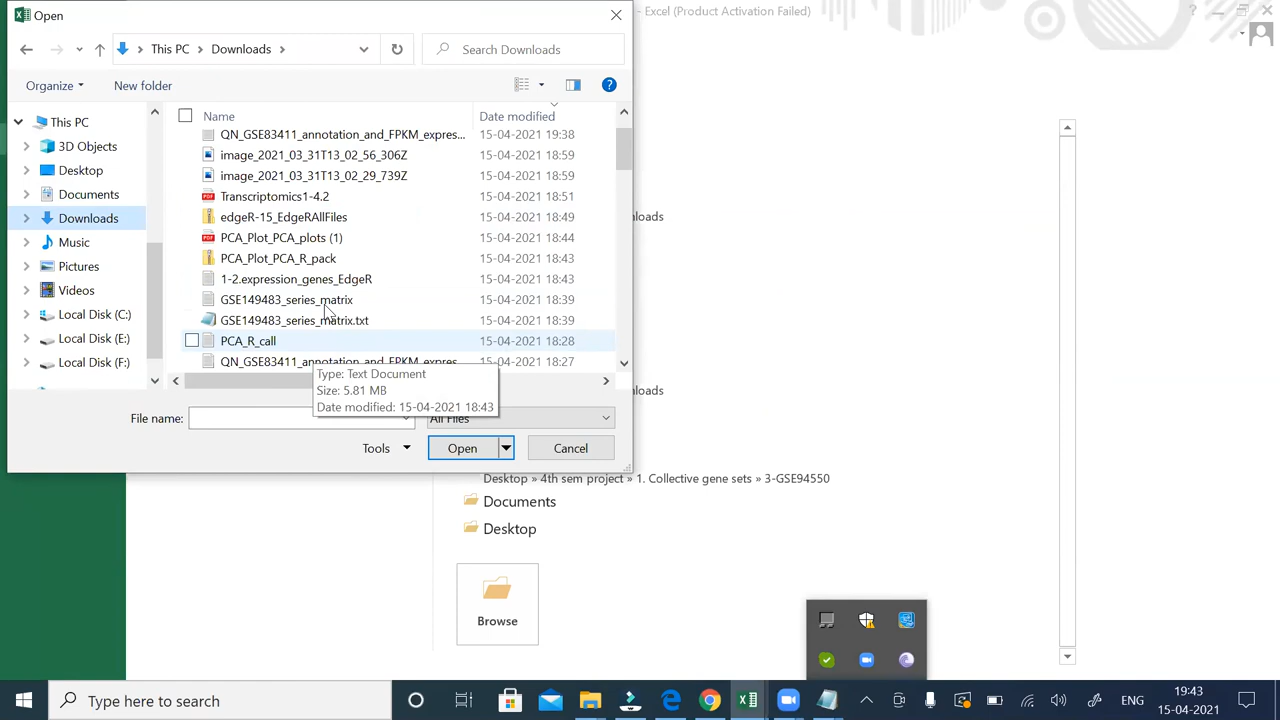 Open
- Excel (Product Activation Failed)
This PC
Downloads
Search Downloads
Organize
New folder
Name
Date modified
This PC
3D Objects
Desktop
Documents
Downloads
Music
Pictures
Videos
Local Disk (C:)
Local Disk (E:)
Local Disk (F:)
QN_GSE83411_annotation_and_FPKM_expres... 15-04-2021 19:38
image_2021_03_31T13_02_56_306Z 15-04-2021 18:59
image_2021_03_31T13_02_29_739Z 15-04-2021 18:59
Transcriptomics1-4.2 15-04-2021 18:51
edgeR-15_EdgeRAllFiles 15-04-2021 18:49
PCA_Plot_PCA_plots (1) 15-04-2021 18:44
PCA_Plot_PCA_R_pack 15-04-2021 18:43
1-2.expression_genes_EdgeR 15-04-2021 18:43
GSE149483_series_matrix 15-04-2021 18:39
GSE149483_series_matrix.txt 15-04-2021 18:39
PCA_R_call 15-04-2021 18:28
QN_GSE83411_annotation_and_FPKM_expres... 15-04-2021 18:27
Type: Text Document
Size: 5.81 MB
Date modified: 15-04-2021 18:43
File name:
All Files
Tools
Open
Cancel
nloads
nloads
Desktop » 4th sem project » 1. Collective gene sets » 3-GSE94550
Documents
Desktop
Browse
Type here to search
ENG
19:43
15-04-2021